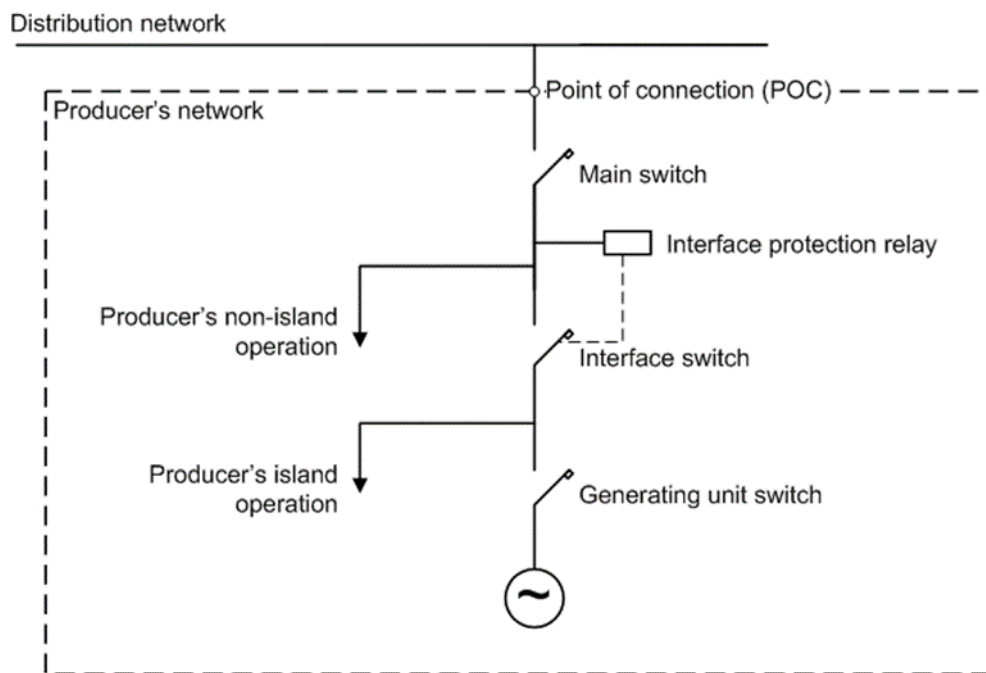 Distribution network
Point of connection (POC)
Producer's network
Main switch
Interface protection relay
Producer's non-island
operation
Interface switch
Producer's island
operation
Generating unit switch
~